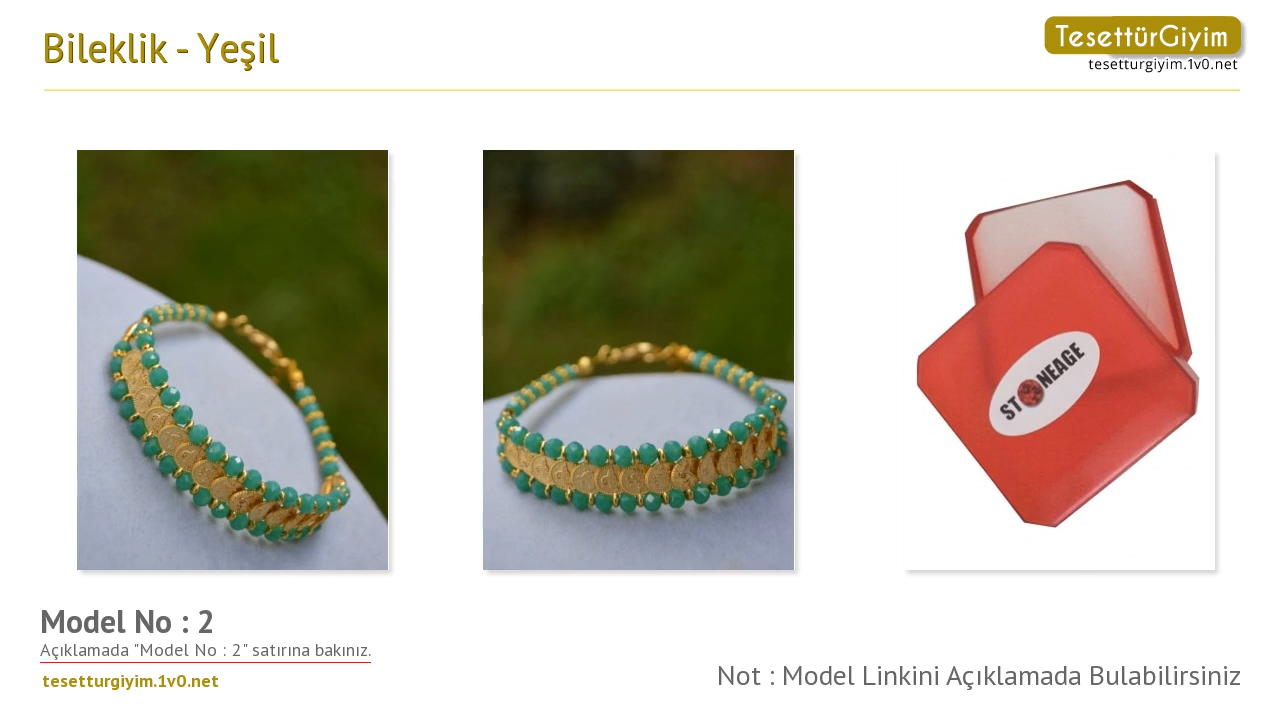 Bileklik - Yeşil
TesettürGiyim
tesetturgiyim.1v0.net
STONEAGE
Model No : 2
Açıklamada "Model No : 2" satırına bakınız.
tesetturgiyim.1v0.net
Not : Model Linkini Açıklamada Bulabilirsiniz